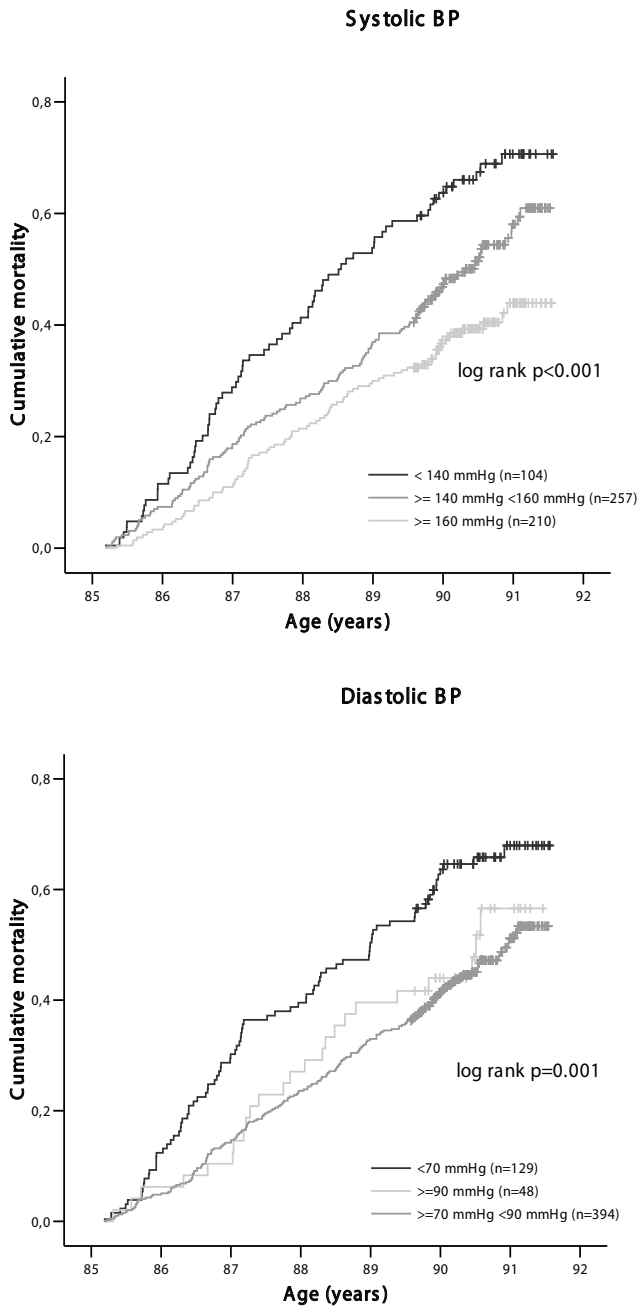 Systolic BP
0,8
0,6
0,4
0,2
0,0
Cumulative mortality
log rank p<0.001
< 140 mmHg (n=104)
>= 140 mmHg <160 mmHg (n=257)
>= 160 mmHg (n=210)
85 86 87 88 89 90 91 92
Age (years)
Diastolic BP
0,8
0,6
0,4
0,2
0,0
Cumulative mortality
log rank p=0.001
<70 mmHg (n=129)
>=90 mmHg (n=48)
>=70 mmHg <90 mmHg (n=394)
85 86 87 88 89 90 91 92
Age (years)